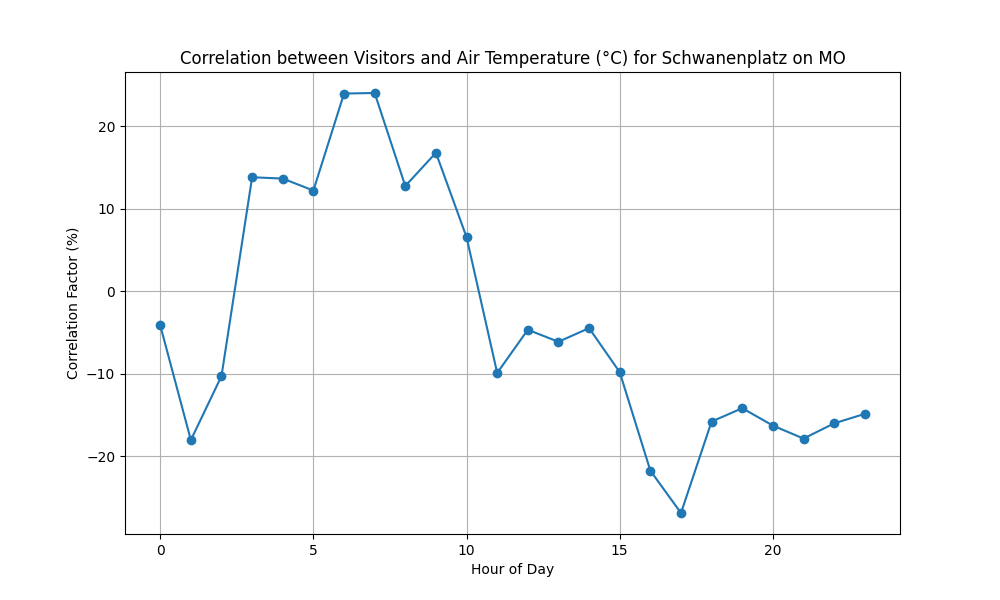 Correlation between Visitors and Air Temperature (°C) for Schwanenplatz on MO
Correlation Factor (%)
20
10
0
−10
−20
0 5 10 15 20
Hour of Day